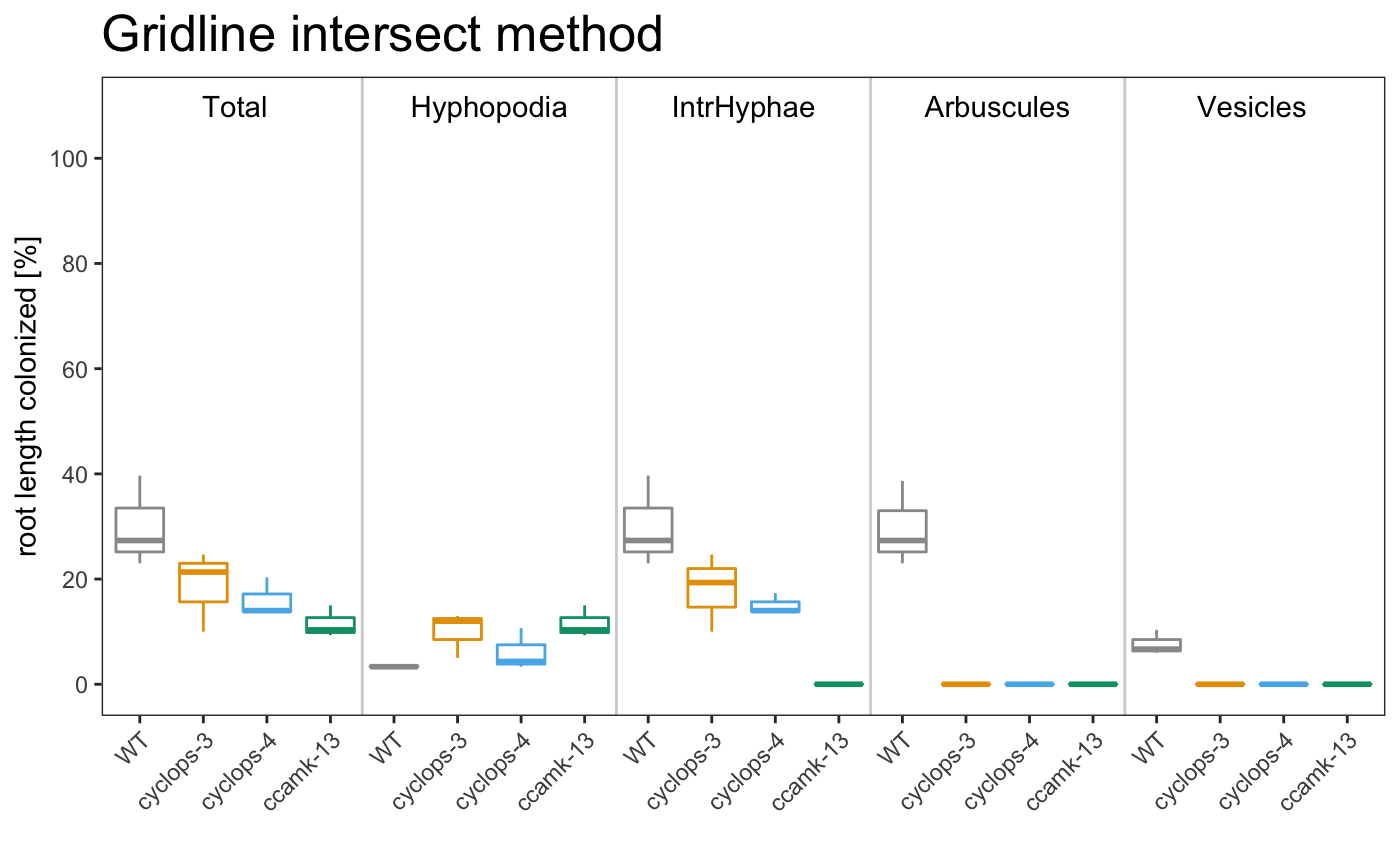 Gridline intersect method
Total Hyphopodia IntrHyphae Arbuscules Vesicles
root length colonized [%]
100
80
60
40
20
0
WT cyclops-3 cyclops-4 ccamk-13 WT cyclops-3 cyclops-4 ccamk-13 WT cyclops-3 cyclops-4 ccamk-13 WT cyclops-3 cyclops-4 ccamk-13 WT cyclops-3 cyclops-4 ccamk-13